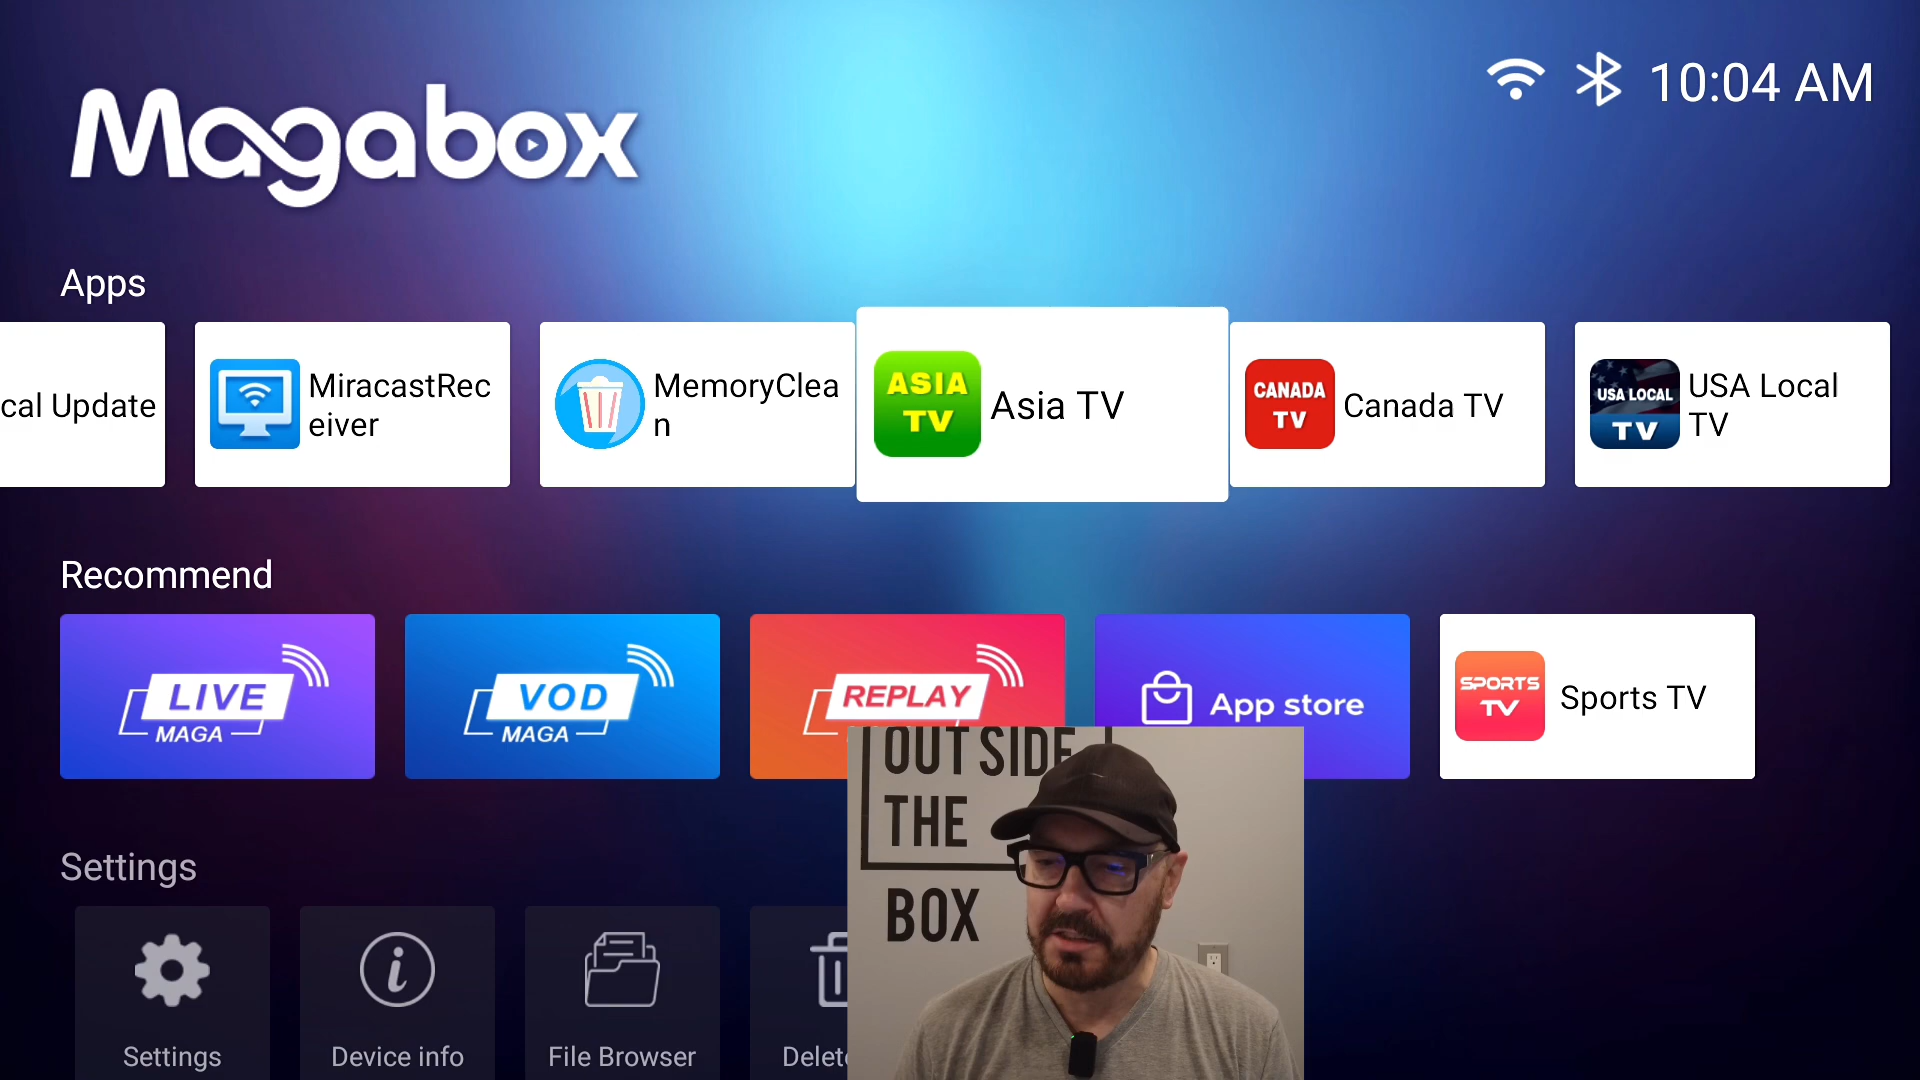 Magabox
10:04 AM
Apps
cal Update
MiracastRec
eiver
MemoryClea
n
ASIA
TV
Asia TV
CANADA
TV
Canada TV
USA LOCAL
TV
USA Local
TV
Recommend
LIVE
MAGA
VOD
MAGA
REPLAY
App store
SPORTS
TV
Sports TV
OUTSIDE
THE
BOX
Settings
Settings
Device info
File Browser
Delet